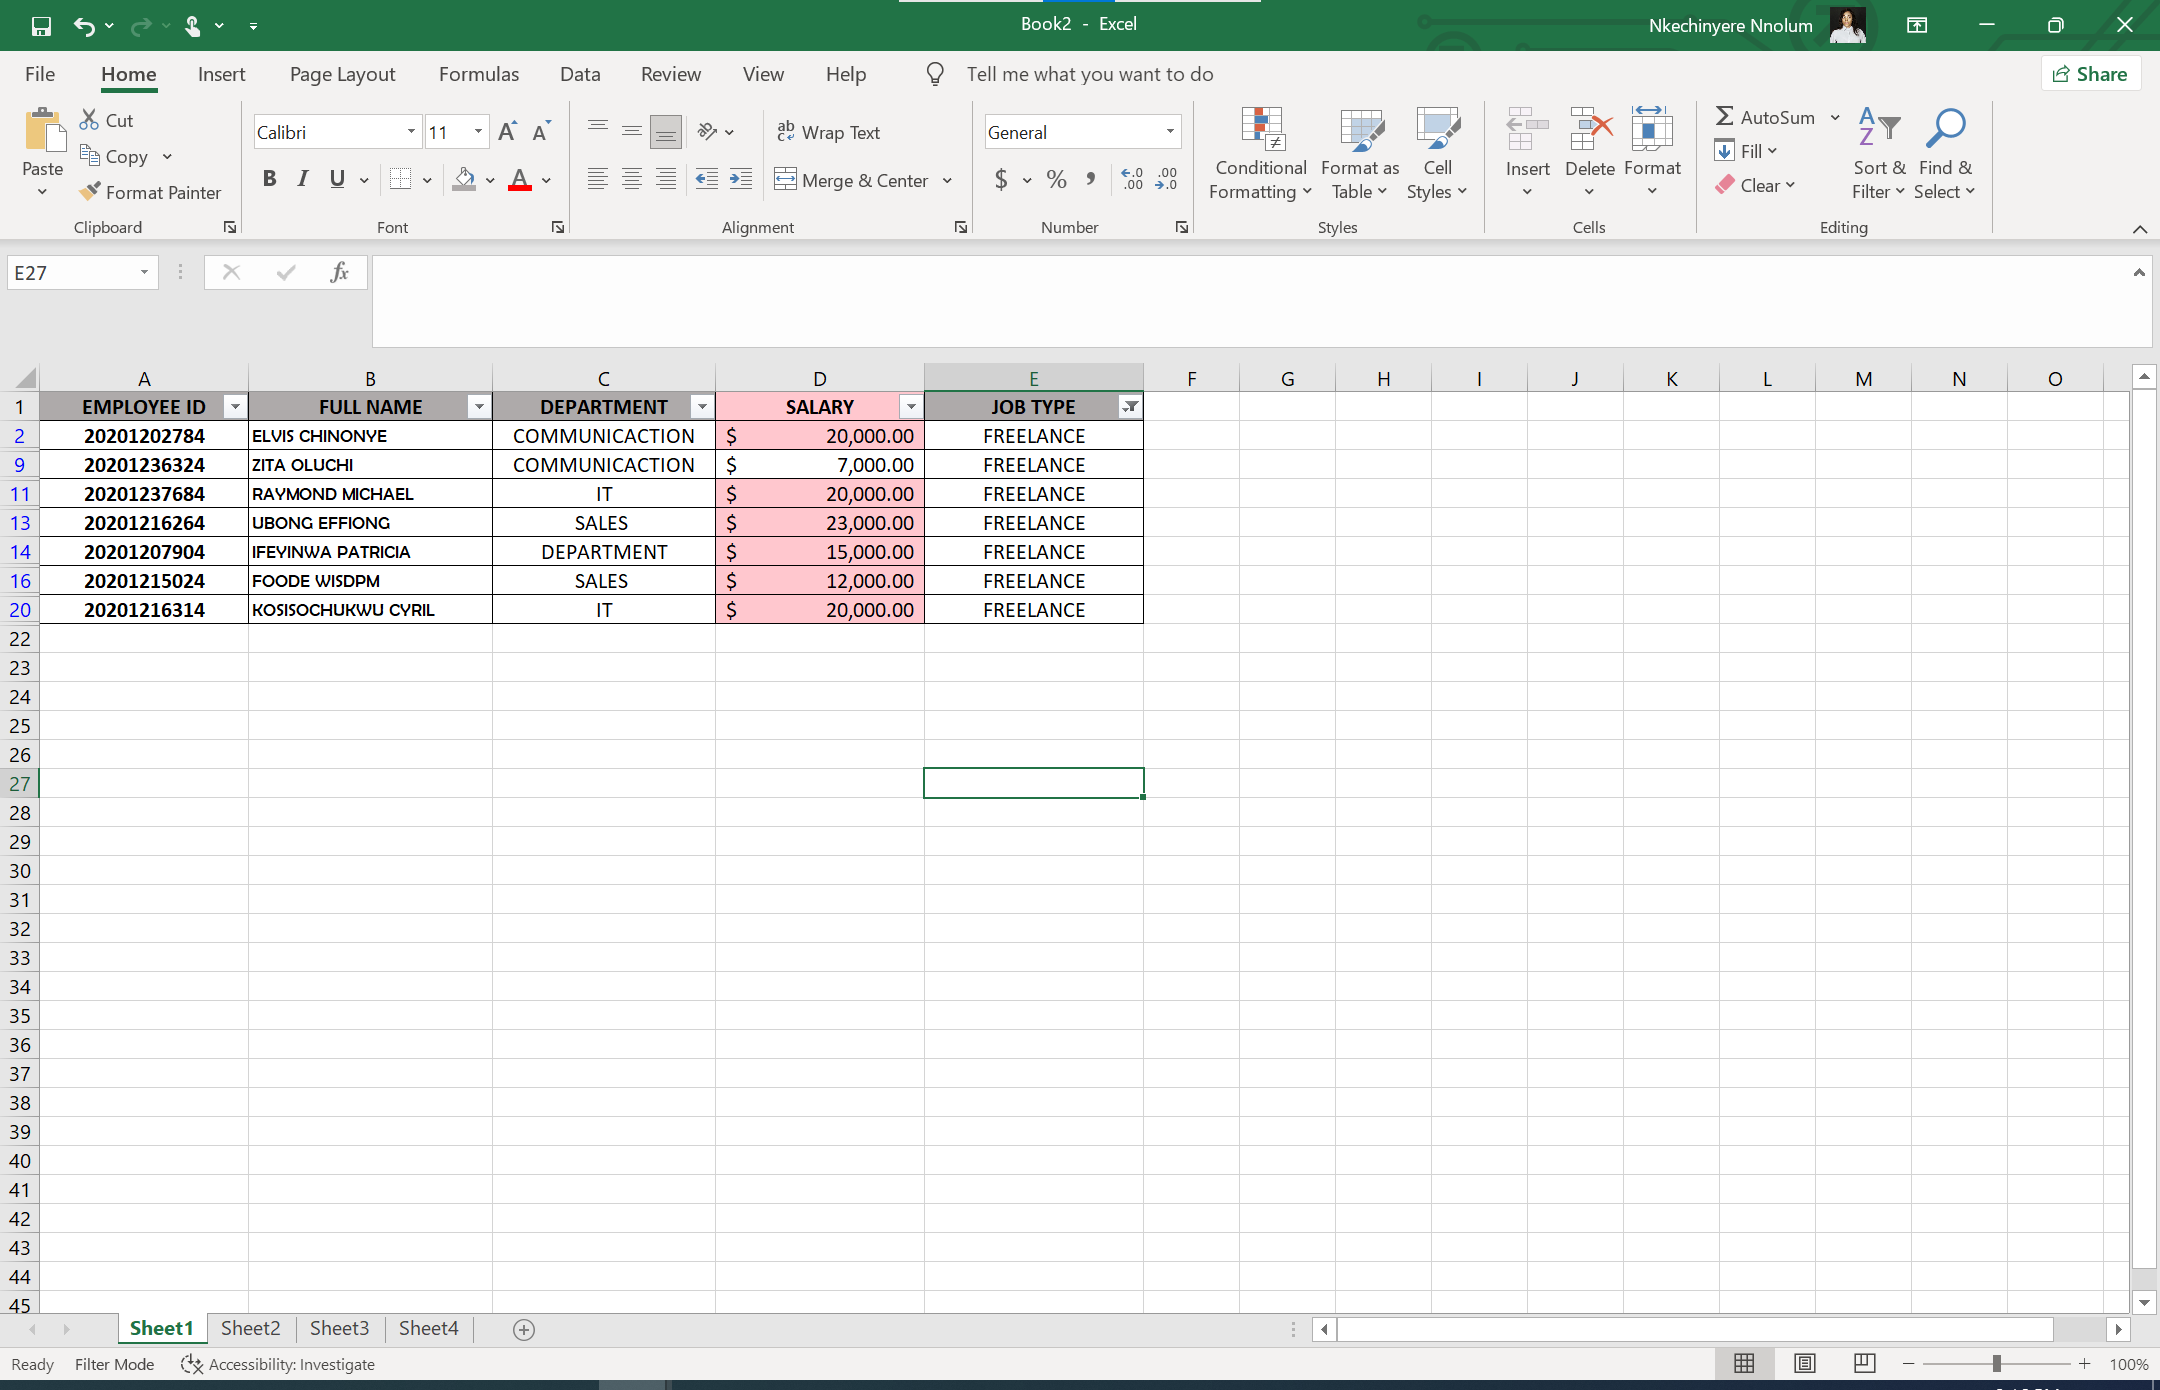 Book2 - Excel
Nkechinyere Nnolum
File Home Insert Page Layout Formulas Data Review View Help Tell me what you want to do Share
Paste
Cut
Copy
Format Painter
Clipboard
Calibri 11 A A
B I U A
Font
ab Wrap Text
Merge & Center
Alignment
General
$ % , .0 .00 .00 .0
Number
Conditional Formatting
Format as Table
Cell Styles
Styles
Insert Delete Format
Cells
AutoSum
Fill
Clear
Sort & Filter
Find & Select
Editing
E27 fx
A B C D E F G H I J K L M N O
1 EMPLOYEE ID FULL NAME DEPARTMENT SALARY JOB TYPE
2 20201202784 ELVIS CHINONYE COMMUNICACTION $ 20,000.00 FREELANCE
9 20201236324 ZITA OLUCHI COMMUNICACTION $ 7,000.00 FREELANCE
11 20201237684 RAYMOND MICHAEL IT $ 20,000.00 FREELANCE
13 20201216264 UBONG EFFIONG SALES $ 23,000.00 FREELANCE
14 20201207904 IFEYINWA PATRICIA DEPARTMENT $ 15,000.00 FREELANCE
16 20201215024 FOODE WISDPM SALES $ 12,000.00 FREELANCE
20 20201216314 KOSISOCHUKWU CYRIL IT $ 20,000.00 FREELANCE
22
23
24
25
26
27
28
29
30
31
32
33
34
35
36
37
38
39
40
41
42
43
44
45
Sheet1 Sheet2 Sheet3 Sheet4
Ready Filter Mode Accessibility: Investigate 100%